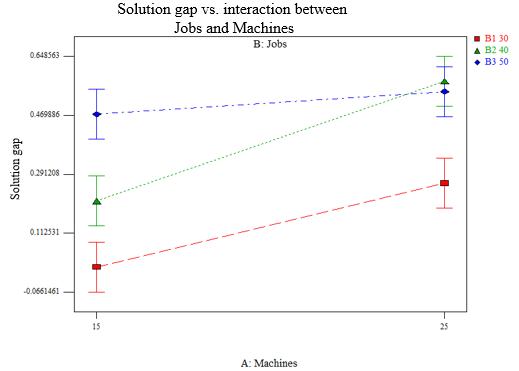 Solution gap vs. interaction between
Jobs and Machines
B: Jobs
B1 30
B2 40
B3 50
0.648563
0.469886
0.291208
0.112531
-0.0661461
Solution gap
15
25
A: Machines